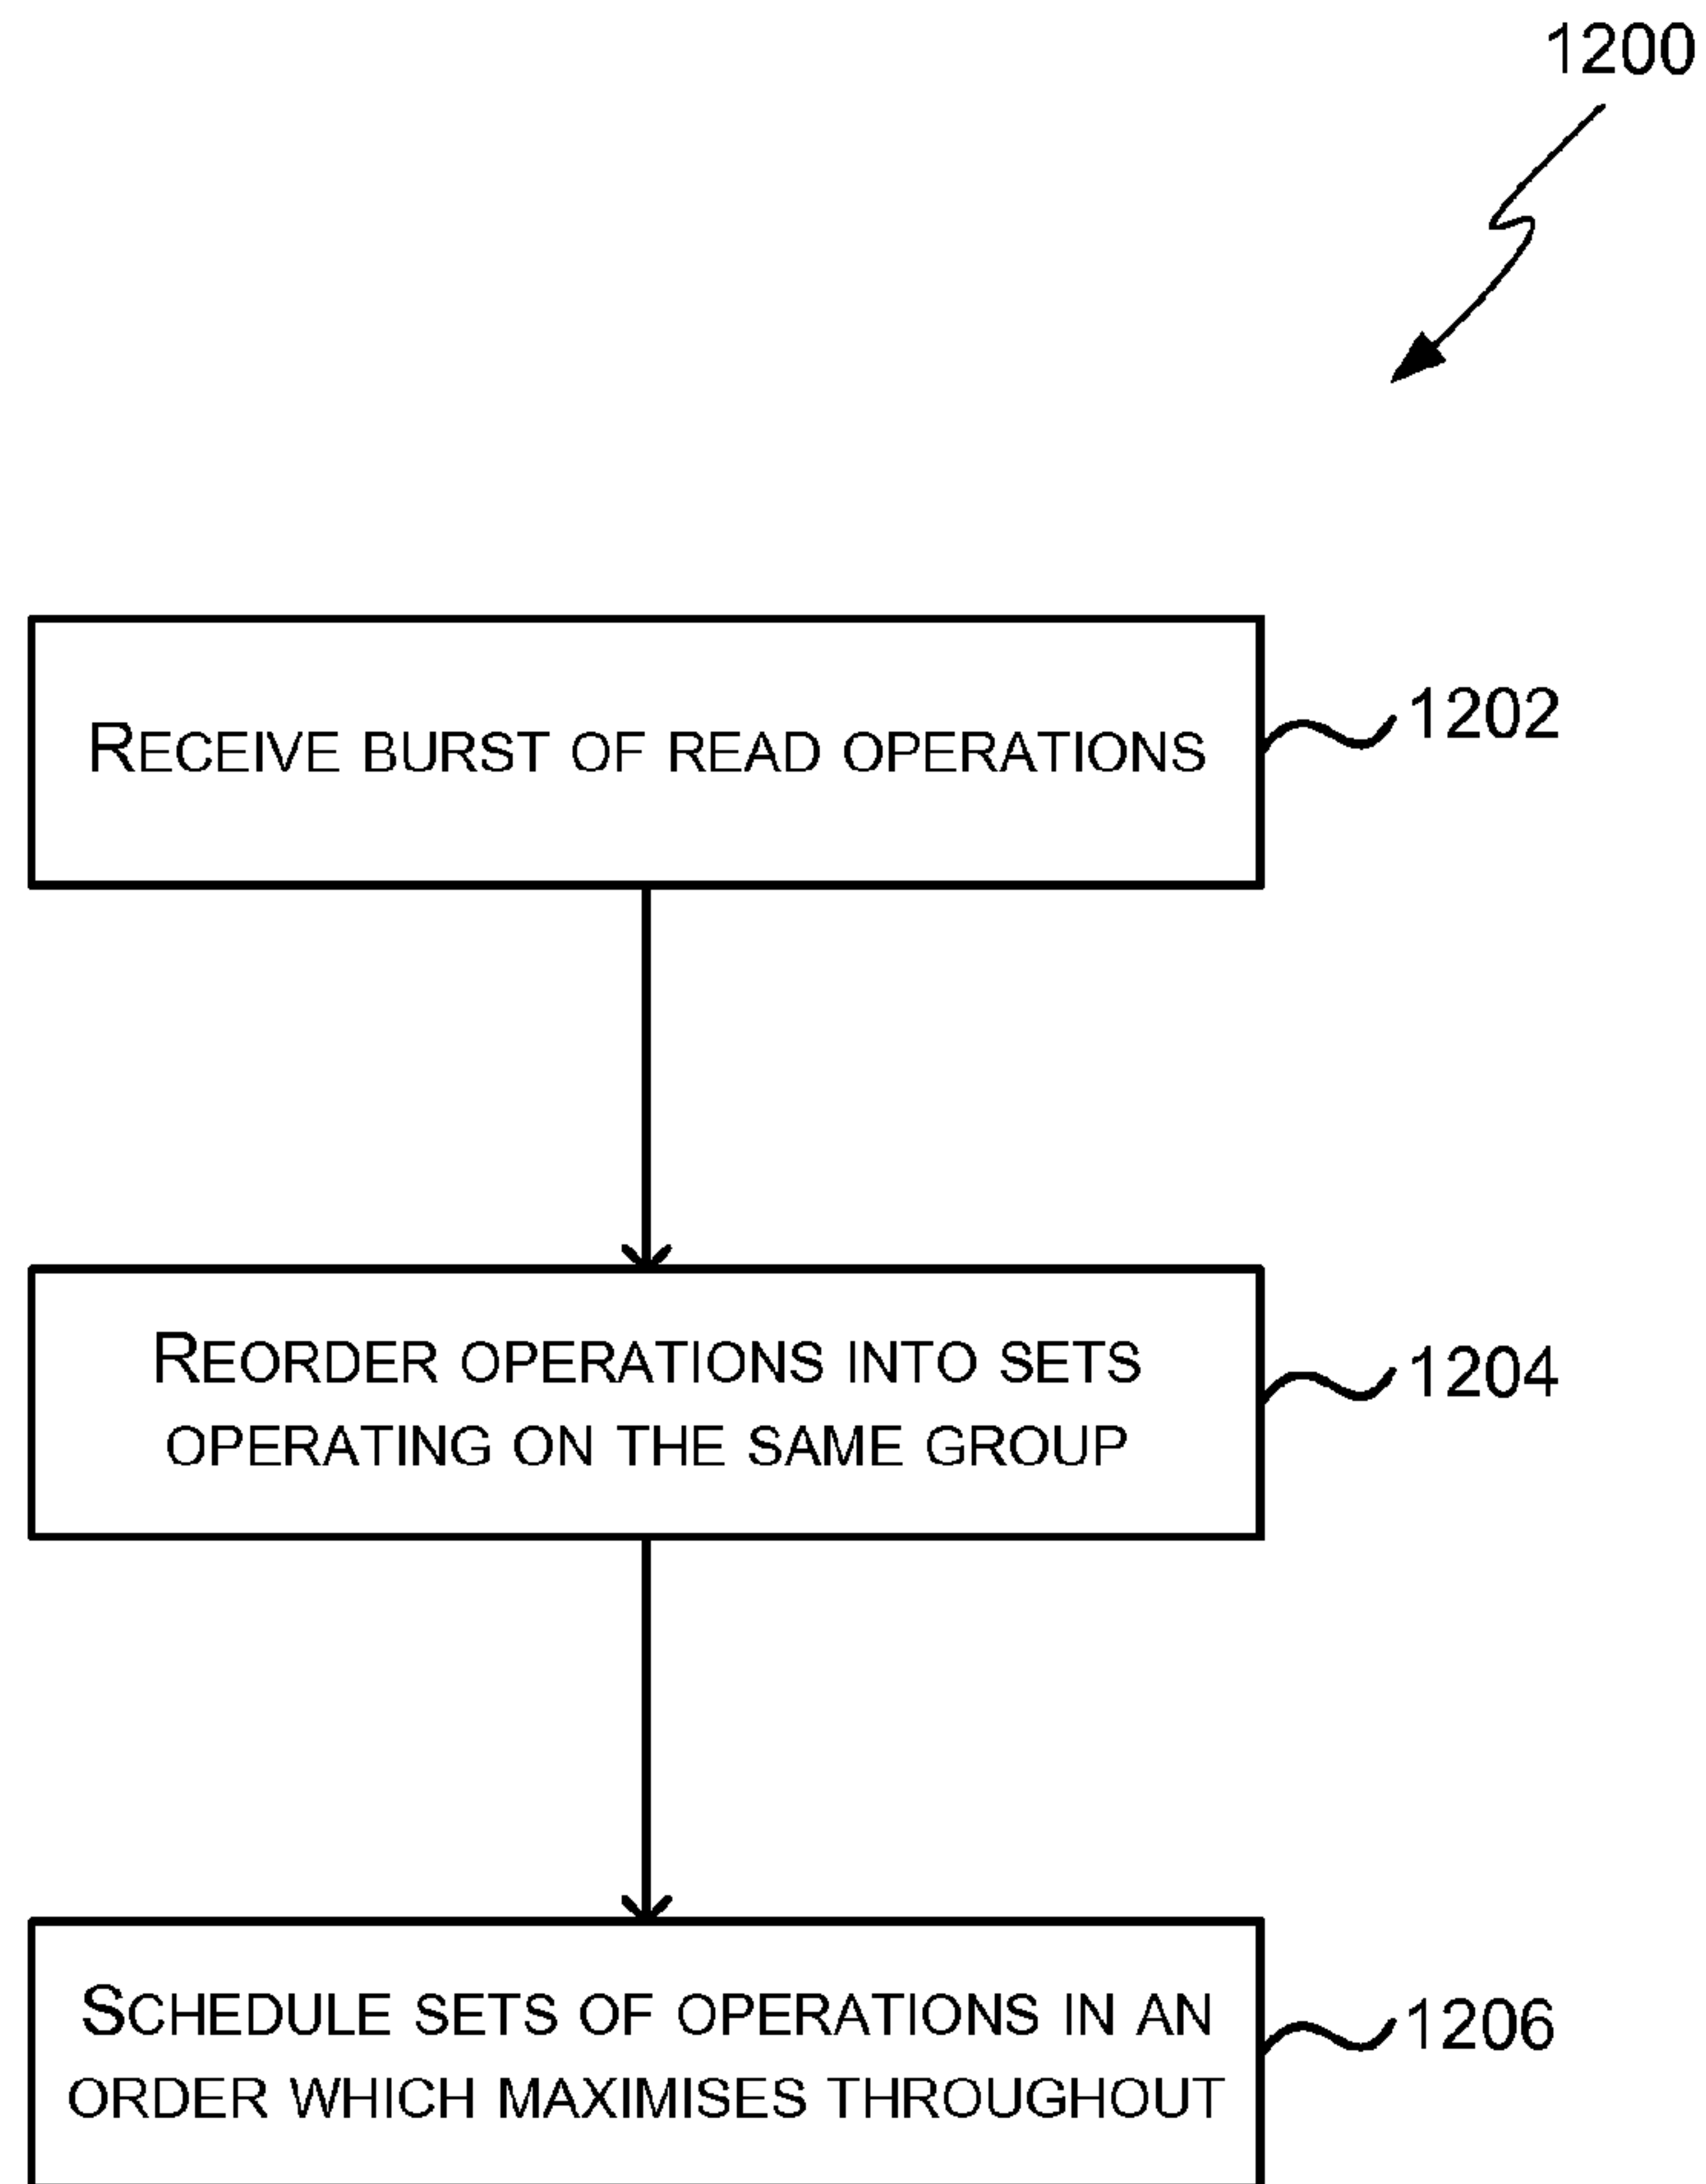 1200
RECEIVE BURST OF READ OPERATIONS
1202
REORDER OPERATIONS INTO SETS
OPERATING ON THE SAME GROUP
1204
SCHEDULE SETS OF OPERATIONS IN AN
ORDER WHICH MAXIMISES THROUGHOUT
1206